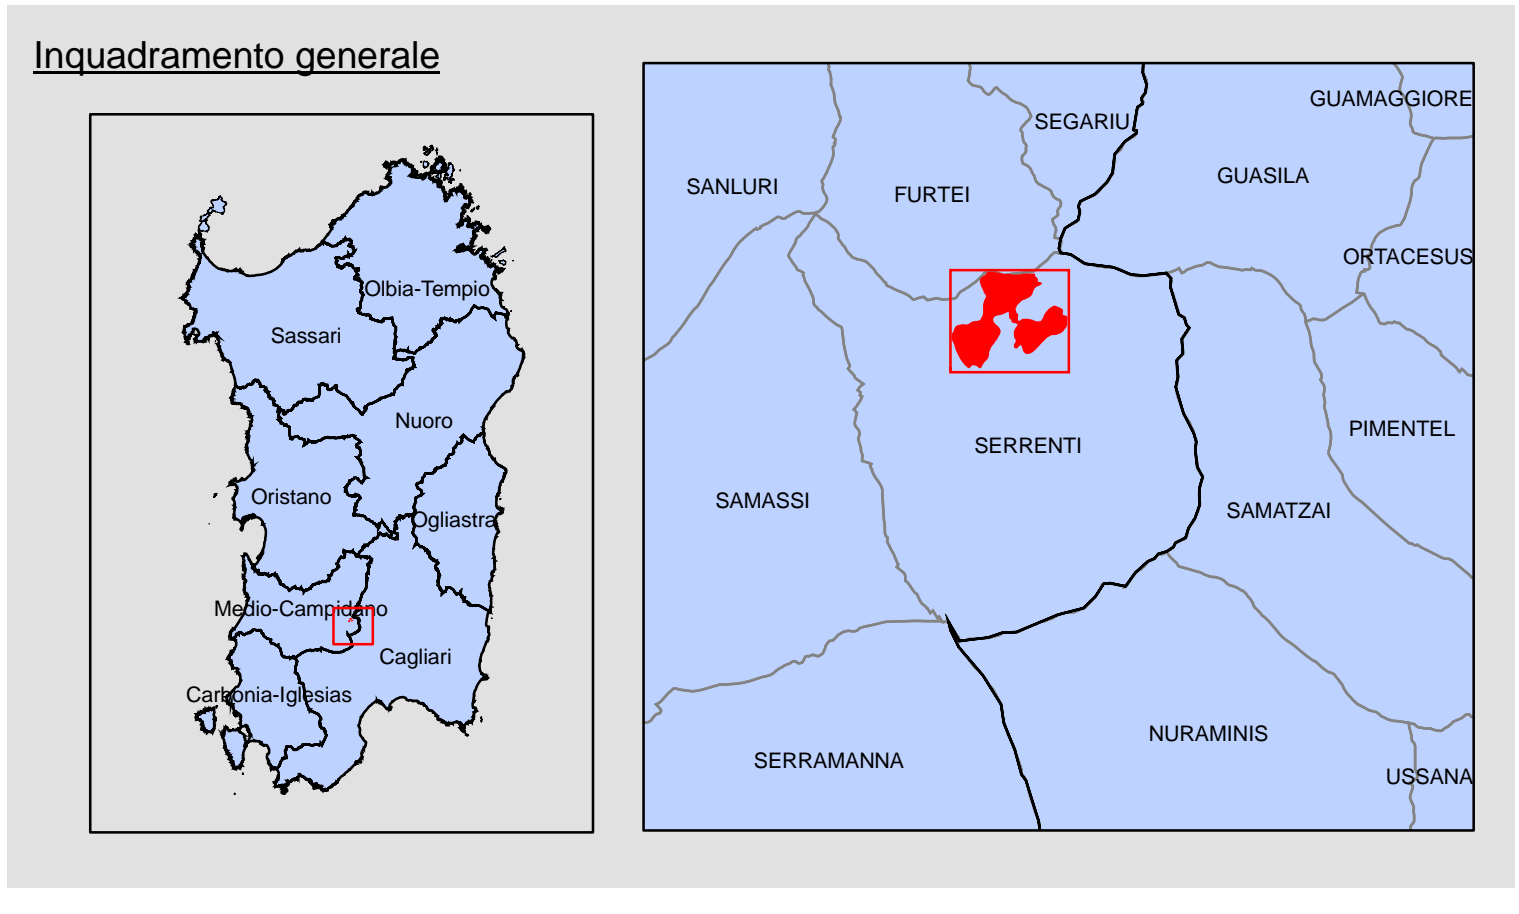 Inquadramento generale
Olbia-Tempio
Sassari
Nuoro
Oristano
Ogliastra
Medio-Campidano
Cagliari
Carbonia-Iglesias
GUAMAGGIORE
SEGARIU
GUASILA
SANLURI
FURTEI
ORTACESUS
PIMENTEL
SERRENTI
SAMASSI
SAMATZAI
NURAMINIS
SERRAMANNA
USSANA